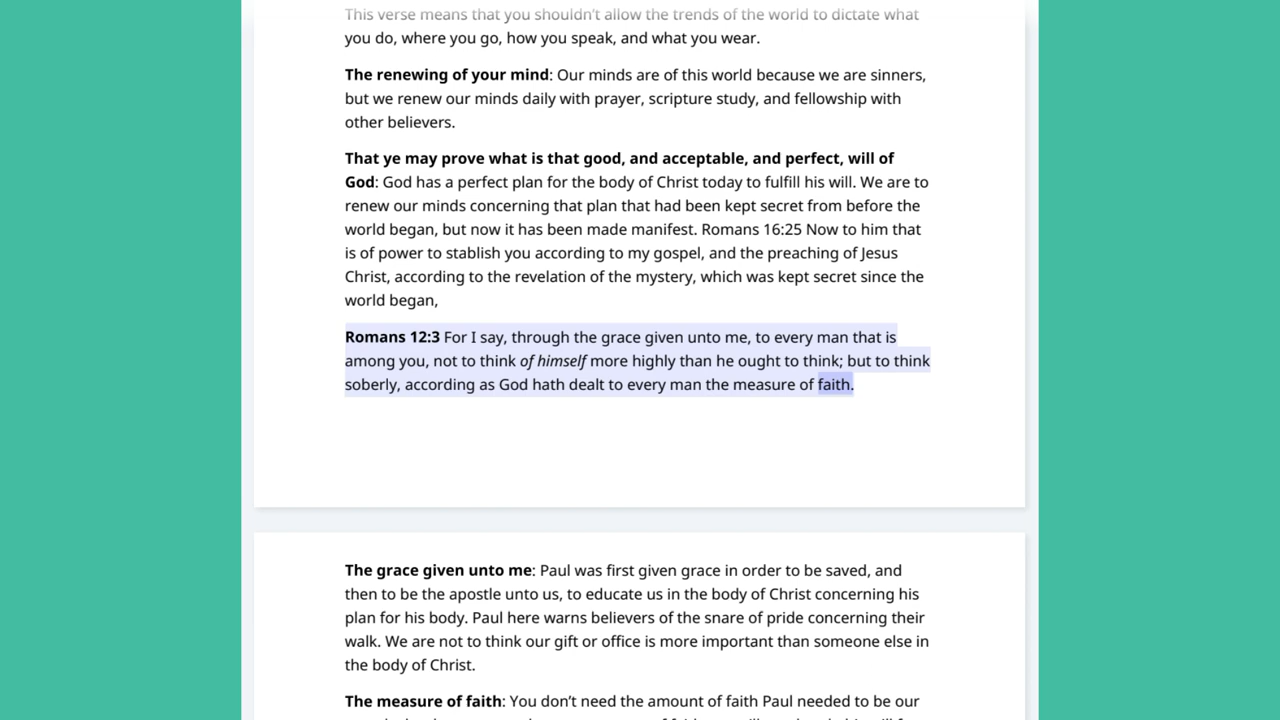 This verse means that you shouldn't allow the trends of the world to dictate what
you do, where you go, how you speak, and what you wear.
The renewing of your mind: Our minds are of this world because we are sinners,
but we renew our minds daily with prayer, scripture study, and fellowship with
other believers.
That ye may prove what is that good, and acceptable, and perfect, will of
God: God has a perfect plan for the body of Christ today to fulfill his will. We are to
renew our minds concerning that plan that had been kept secret from before the
world began, but now it has been made manifest. Romans 16:25 Now to him that
is of power to stablish you according to my gospel, and the preaching of Jesus
Christ, according to the revelation of the mystery, which was kept secret since the
world began,
Romans 12:3 For I say, through the grace given unto me, to every man that is
among you, not to think of himself more highly than he ought to think; but to think
soberly, according as God hath dealt to every man the measure of faith.
The grace given unto me: Paul was first given grace in order to be saved, and
then to be the apostle unto us, to educate us in the body of Christ concerning his
plan for his body. Paul here warns believers of the snare of pride concerning their
walk. We are not to think our gift or office is more important than someone else in
the body of Christ.
The measure of faith: You don't need the amount of faith Paul needed to be our